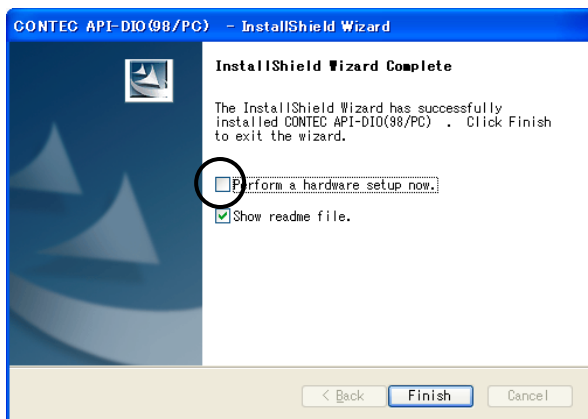 CONTEC API-DIO(98/PC) - InstallShield Wizard
InstallShield Wizard Complete
The InstallShield Wizard has successfully
installed CONTEC API-DIO(98/PC) . Click Finish
to exit the wizard.
Perform a hardware setup now.
Show readme file.
< Back Finish Cancel